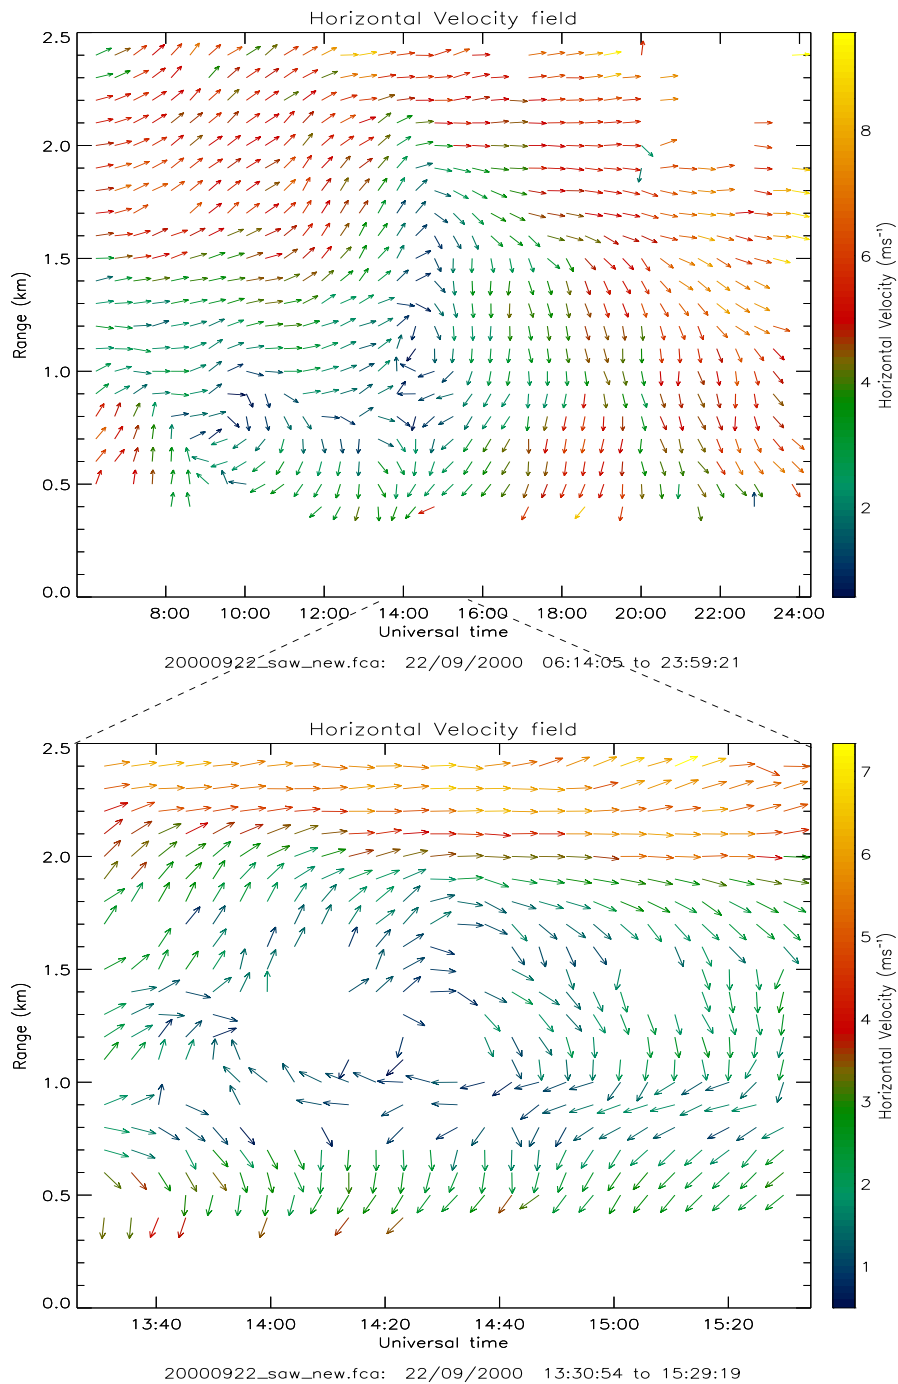 Horizontal Velocity field
2.5
2.0
1.5
1.0
0.5
0.0
Range (km)
8:00 10:00 12:00 14:00 16:00 18:00 20:00 22:00 24:00
Universal time
8
6
4
2
Horizontal Velocity (ms⁻¹)
20000922_saw_new.fca: 22/09/2000 06:14:05 to 23:59:21
Horizontal Velocity field
2.5
2.0
1.5
1.0
0.5
0.0
Range (km)
13:40 14:00 14:20 14:40 15:00 15:20
Universal time
7
6
5
4
3
2
1
Horizontal Velocity (ms⁻¹)
20000922_saw_new.fca: 22/09/2000 13:30:54 to 15:29:19